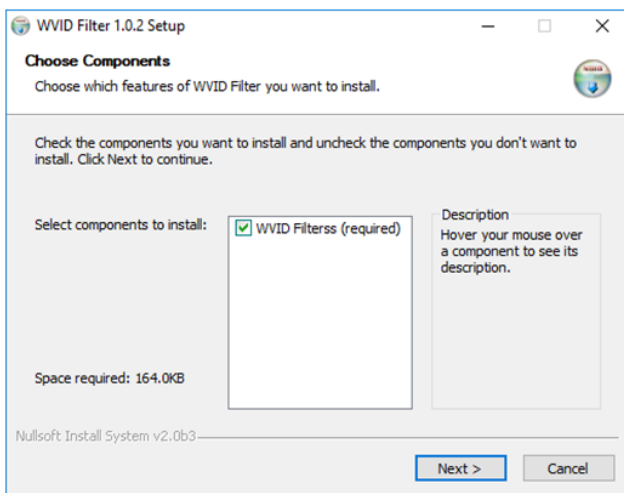 WVID Filter 1.0.2 Setup
Choose Components
Choose which features of WVID Filter you want to install.
Check the components you want to install and uncheck the components you don't want to
install. Click Next to continue.
Select components to install:
WVID Filterss (required)
Description
Hover your mouse over
a component to see its
description.
Space required: 164.0KB
Nullsoft Install System v2.0b3
Next >
Cancel